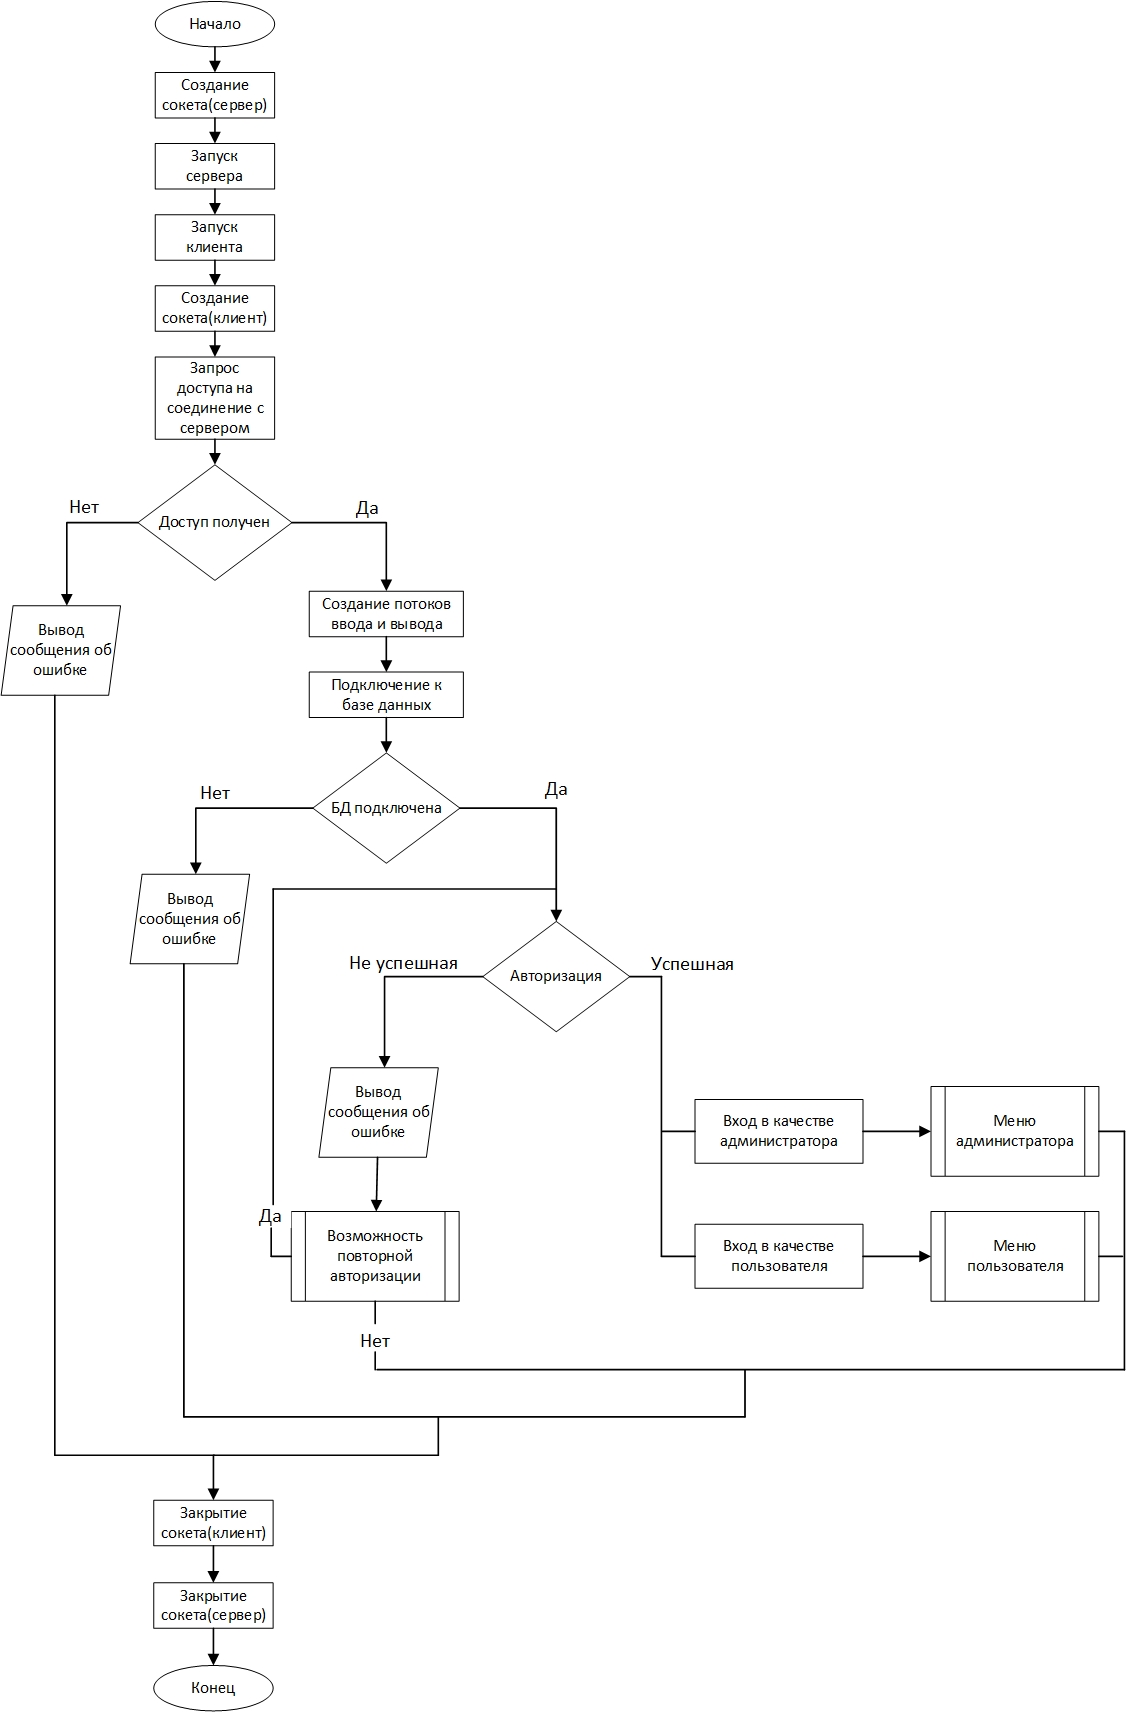 Начало
Создание
сокета(сервер)
Запуск
сервера
Запуск
клиента
Создание
сокета(клиент)
Запрос
доступа на
соединение с
сервером
Доступ получен
Нет
Да
Создание потоков
ввода и вывода
Вывод
сообщения об
ошибке
Подключение к
базе данных
БД подключена
Нет
Да
Вывод
сообщения об
ошибке
Авторизация
Не успешная
Успешная
Вывод
сообщения об
ошибке
Вход в качестве
администратора
Меню
администратора
Да
Возможность
повторной
авторизации
Вход в качестве
пользователя
Меню
пользователя
Нет
Закрытие
сокета(клиент)
Закрытие
сокета(сервер)
Конец